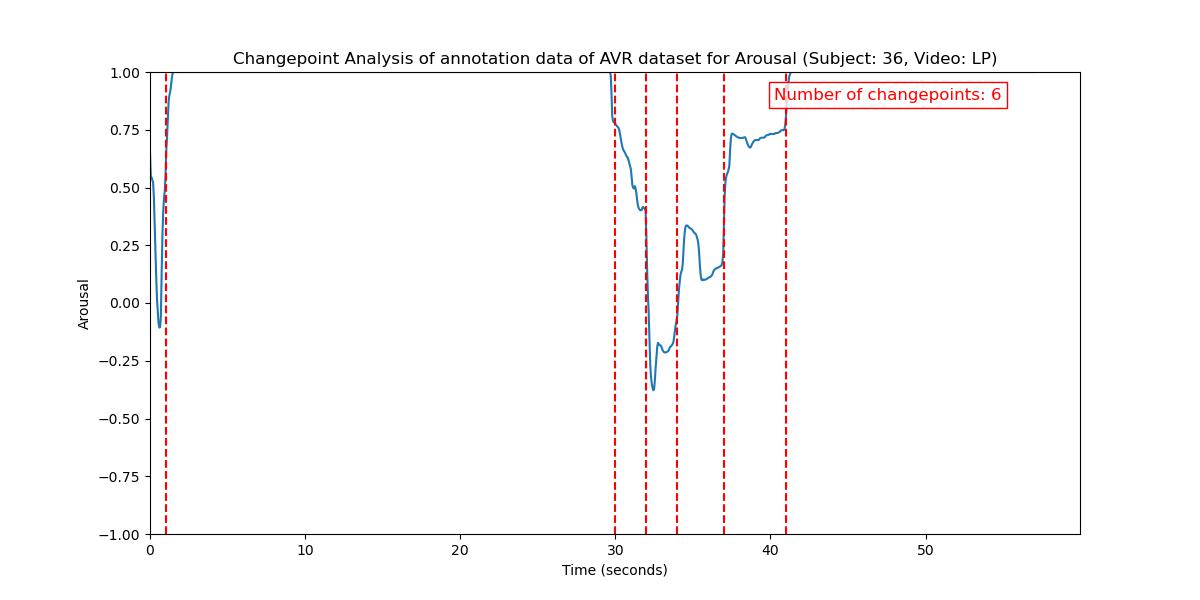 Changepoint Analysis of annotation data of AVR dataset for Arousal (Subject: 36, Video: LP)
Number of changepoints: 6
1.00
0.75
0.50
0.25
0.00
−0.25
−0.50
−0.75
−1.00
Arousal
0 10 20 30 40 50
Time (seconds)